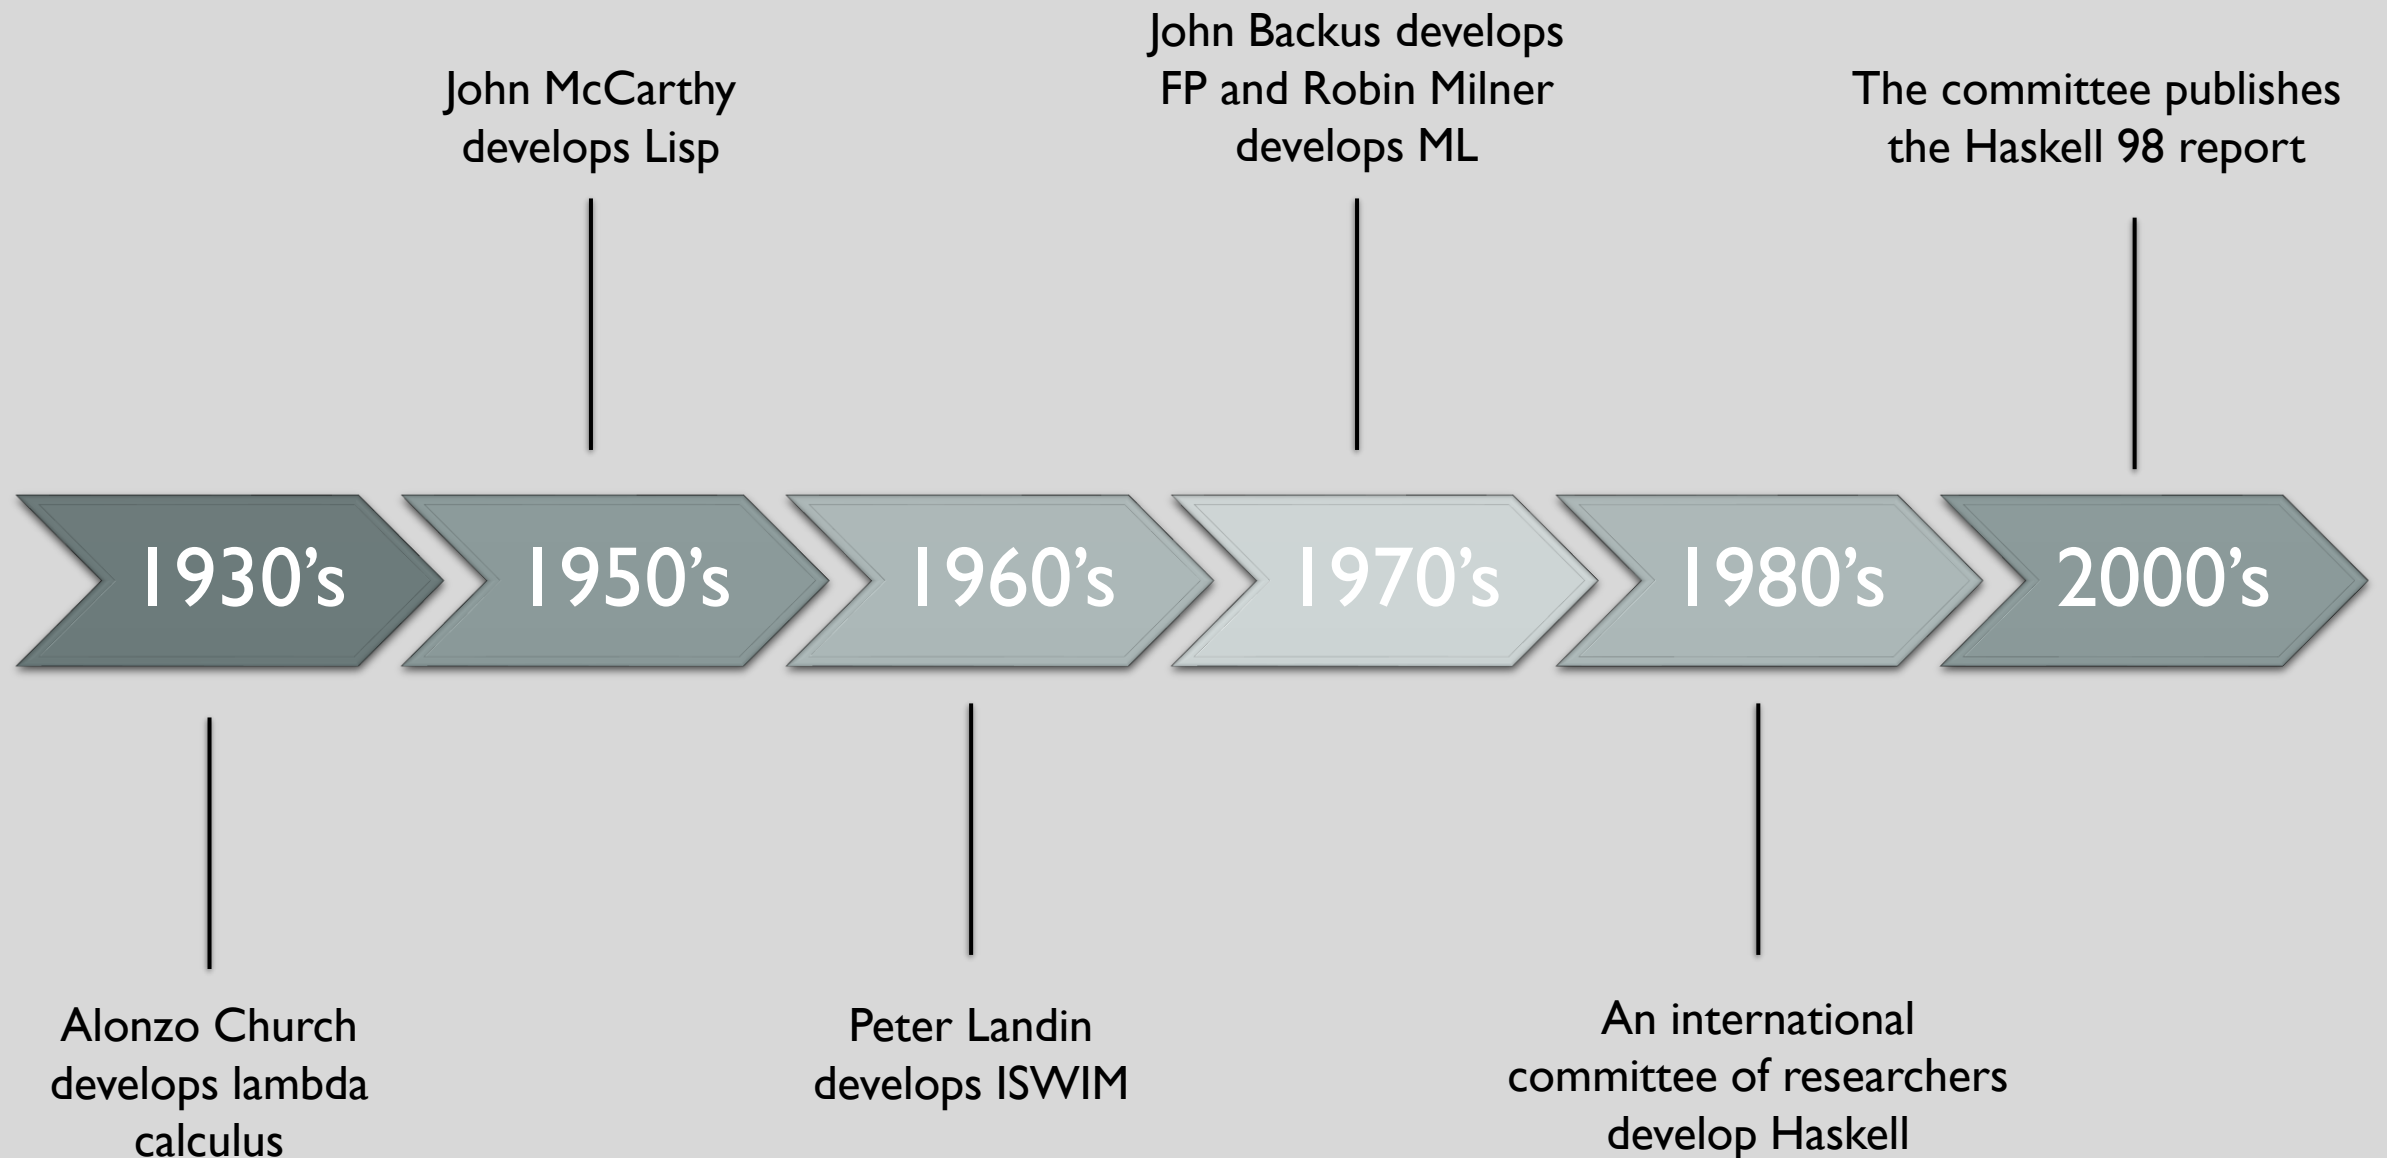 John McCarthy
develops Lisp
John Backus develops
FP and Robin Milner
develops ML
The committee publishes
the Haskell 98 report
1930’s
1950’s
1960’s
1970’s
1980’s
2000’s
Alonzo Church
develops lambda
calculus
Peter Landin
develops ISWIM
An international
committee of researchers
develop Haskell